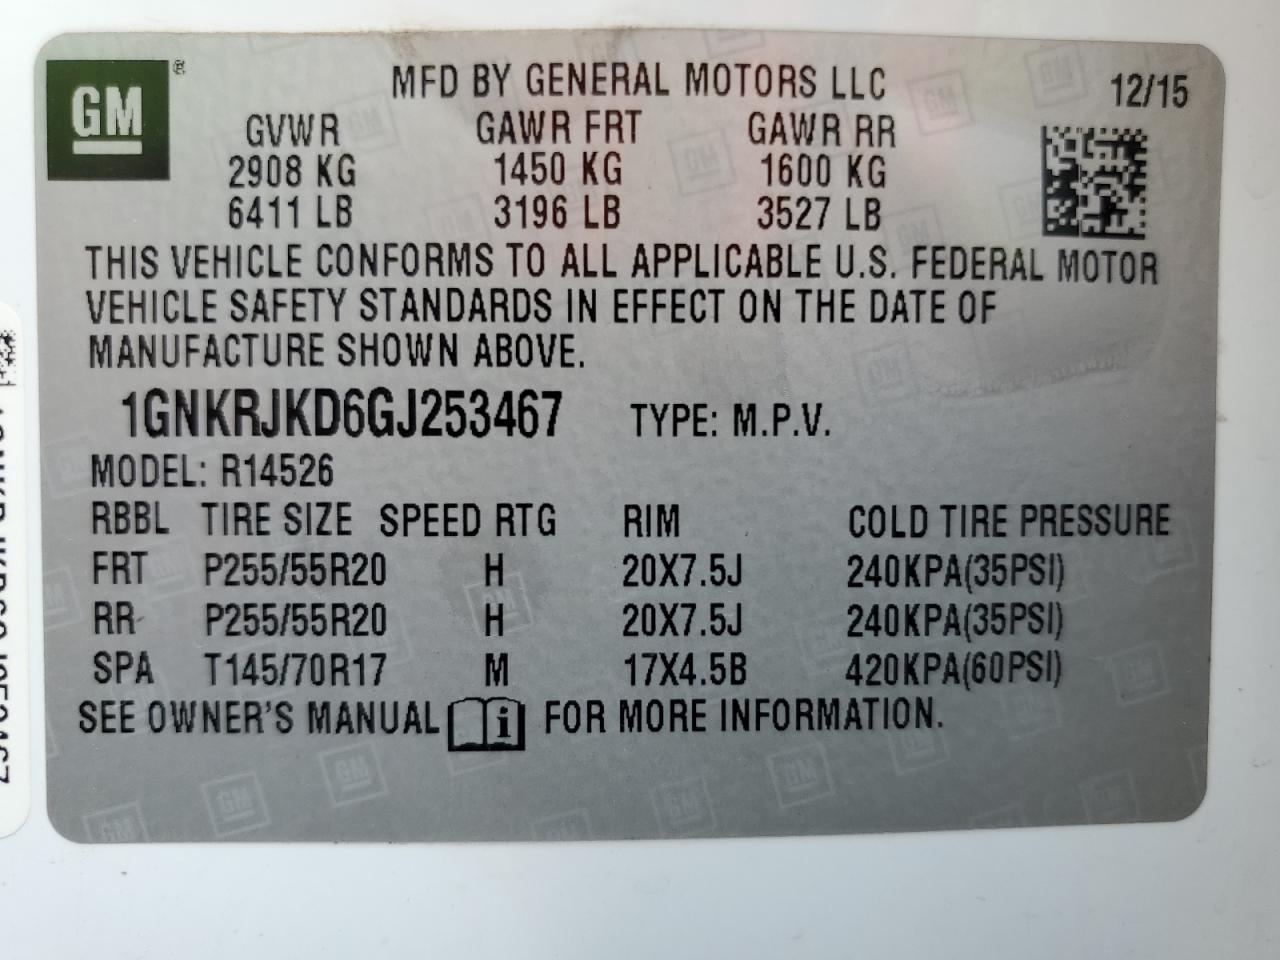 GM ®
MFD BY GENERAL MOTORS LLC 12/15
GVWR GAWR FRT GAWR RR
2908 KG 1450 KG 1600 KG
6411 LB 3196 LB 3527 LB
THIS VEHICLE CONFORMS TO ALL APPLICABLE U.S. FEDERAL MOTOR
VEHICLE SAFETY STANDARDS IN EFFECT ON THE DATE OF
MANUFACTURE SHOWN ABOVE.
1GNKRJKD6GJ253467 TYPE: M.P.V.
MODEL: R14526
RBBL TIRE SIZE SPEED RTG RIM COLD TIRE PRESSURE
FRT P255/55R20 H 20X7.5J 240KPA(35PSI)
RR P255/55R20 H 20X7.5J 240KPA(35PSI)
SPA T145/70R17 M 17X4.5B 420KPA(60PSI)
SEE OWNER'S MANUAL i FOR MORE INFORMATION.